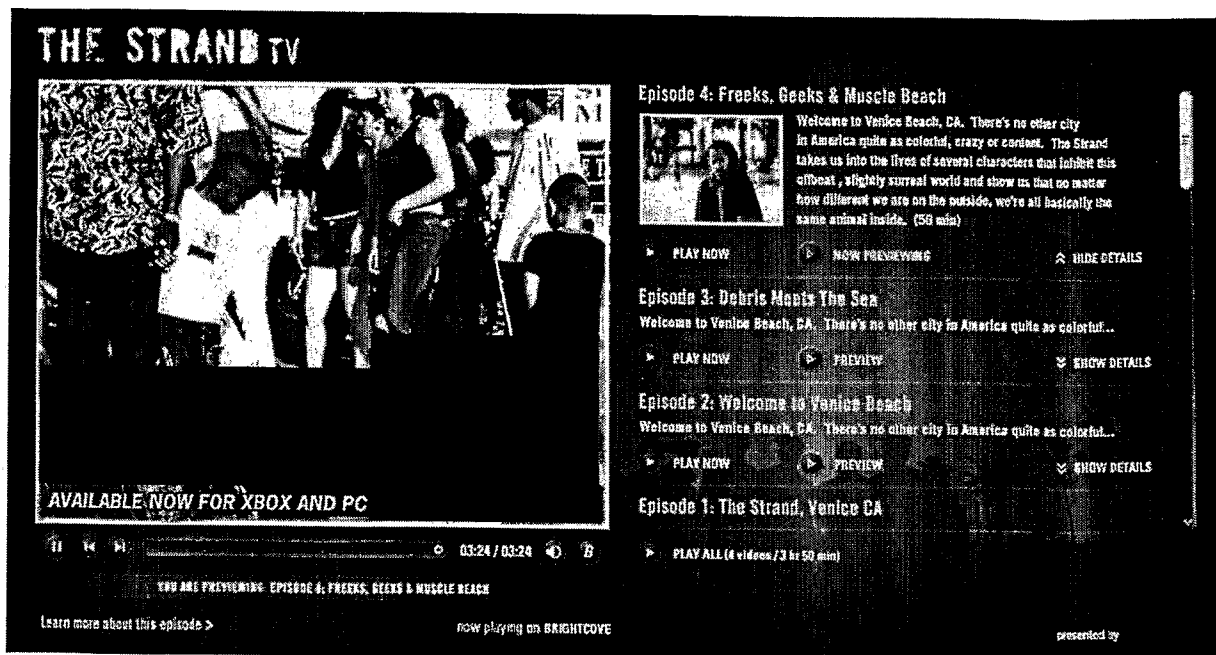 THE STRAND TV
AVAILABLE NOW FOR XBOX AND PC
03:24 / 03:24
B
YOU ARE PREVIEWING: EPISODE 4: FREEKS, GEEKS & MUSCLE BEACH
Learn more about this episode >
now playing on BRIGHTCOVE
Episode 4: Freeks, Geeks & Muscle Beach
Welcome to Venice Beach, CA. There's no other city
in America quite as colorful, crazy or content. The Strand
takes us into the lives of several characters that inhibit this
offbeat , slightly surreal world and show us that no matter
how different we are on the outside, we're all basically the
same animal inside. (50 min)
PLAY NOW
NOW PREVIEWING
HIDE DETAILS
Episode 3: Debris Meets The Sea
Welcome to Venice Beach, CA. There's no other city in America quite as colorful...
PLAY NOW
PREVIEW
SHOW DETAILS
Episode 2: Welcome to Venice Beach
Welcome to Venice Beach, CA. There's no other city in America quite as colorful...
PLAY NOW
PREVIEW
SHOW DETAILS
Episode 1: The Strand, Venice CA
PLAY ALL (4 videos / 3 hr 50 min)
presented by